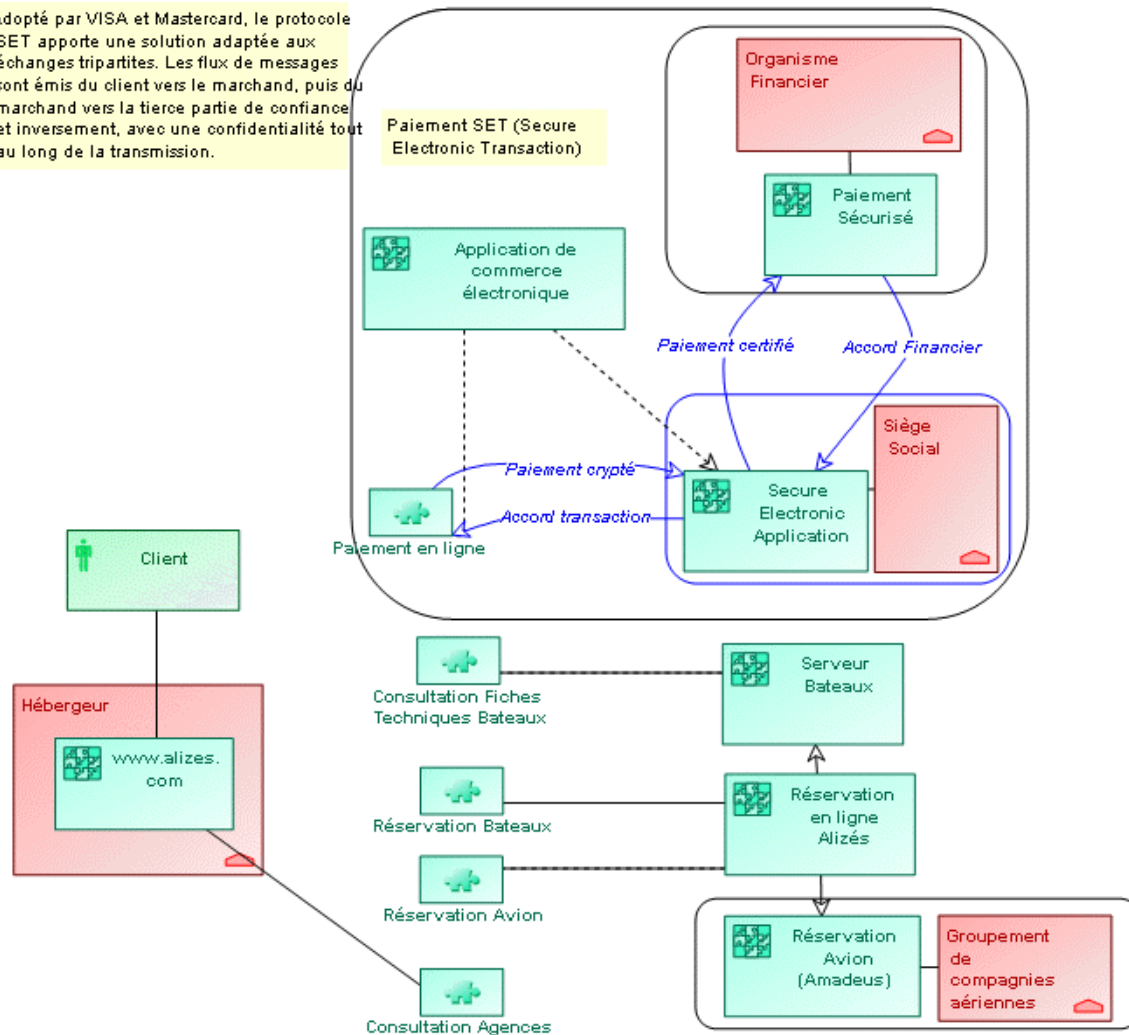 adopté par VISA et Mastercard, le protocole
SET apporte une solution adaptée aux
échanges tripartites. Les flux de messages
sont émis du client vers le marchand, puis du
marchand vers la tierce partie de confiance
et inversement, avec une confidentialité tout
au long de la transmission.
Paiement SET (Secure
Electronic Transaction)
Organisme
Financier
Paiement
Sécurisé
Application de
commerce
électronique
Paiement certifié
Accord Financier
Siège
Social
Paiement crypté
Secure
Electronic
Application
Accord transaction
Paiement en ligne
Client
Hébergeur
www.alizes.
com
Consultation Fiches
Techniques Bateaux
Serveur
Bateaux
Réservation Bateaux
Réservation
en ligne
Alizés
Réservation Avion
Réservation
Avion
(Amadeus)
Groupement
de
compagnies
aériennes
Consultation Agences